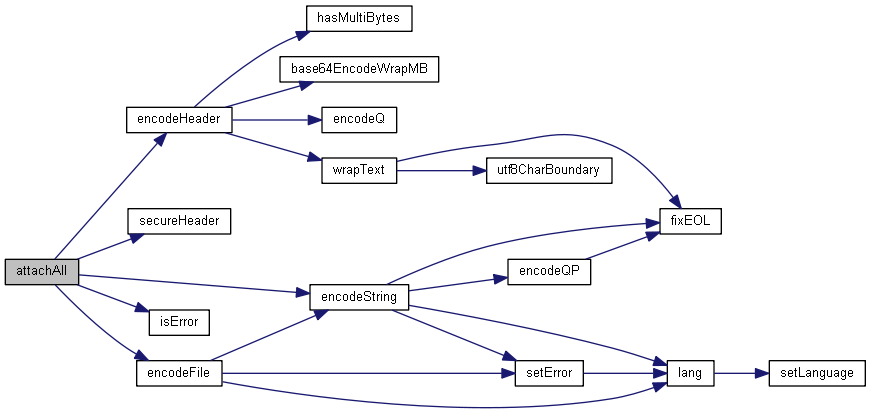 hasMultiBytes
base64EncodeWrapMB
encodeHeader
encodeQ
wrapText
utf8CharBoundary
secureHeader
fixEOL
attachAll
encodeQP
encodeString
isError
encodeFile
setError
lang
setLanguage